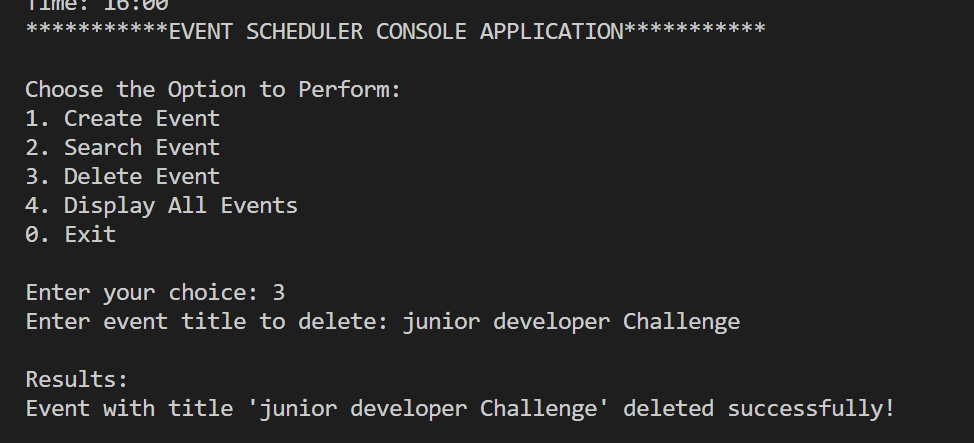 Time: 16:00
***********EVENT SCHEDULER CONSOLE APPLICATION***********
Choose the Option to Perform:
1. Create Event
2. Search Event
3. Delete Event
4. Display All Events
0. Exit
Enter your choice: 3
Enter event title to delete: junior developer Challenge
Results:
Event with title 'junior developer Challenge' deleted successfully!